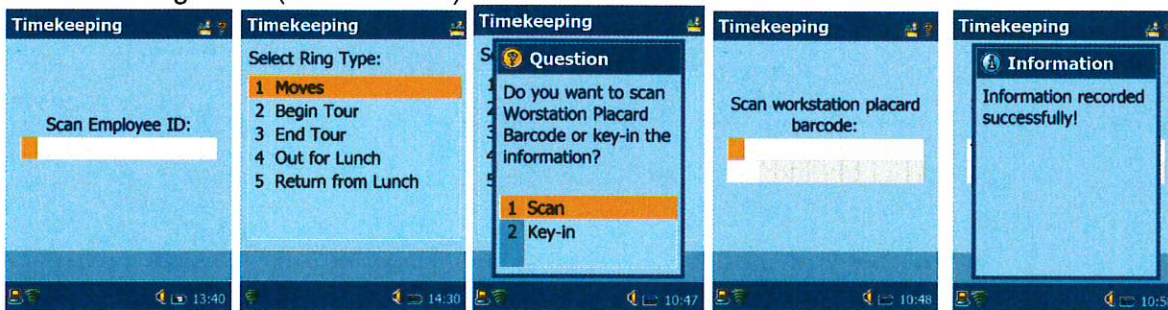 Timekeeping
Scan Employee ID:
13:40
Timekeeping
Select Ring Type:
1 Moves
2 Begin Tour
3 End Tour
4 Out for Lunch
5 Return from Lunch
14:30
Timekeeping
Question
Do you want to scan
Worstation Placard
Barcode or key-in the
information?
1 Scan
2 Key-in
10:47
Timekeeping
Scan workstation placard
barcode:
10:48
Timekeeping
Information
Information recorded
successfully!